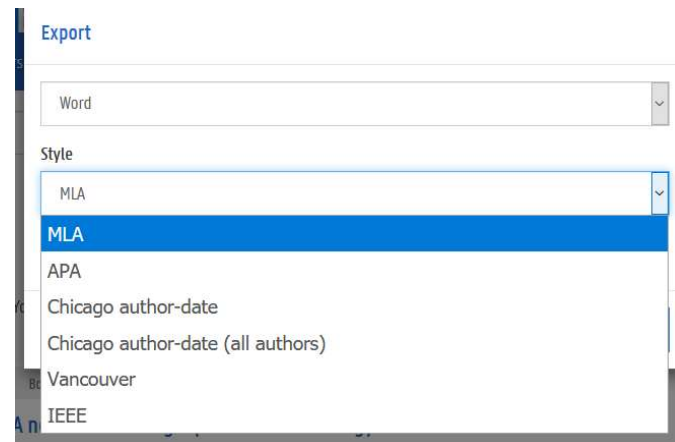 Export
Word
Style
MLA
MLA
APA
Chicago author-date
Chicago author-date (all authors)
Vancouver
IEEE
A n